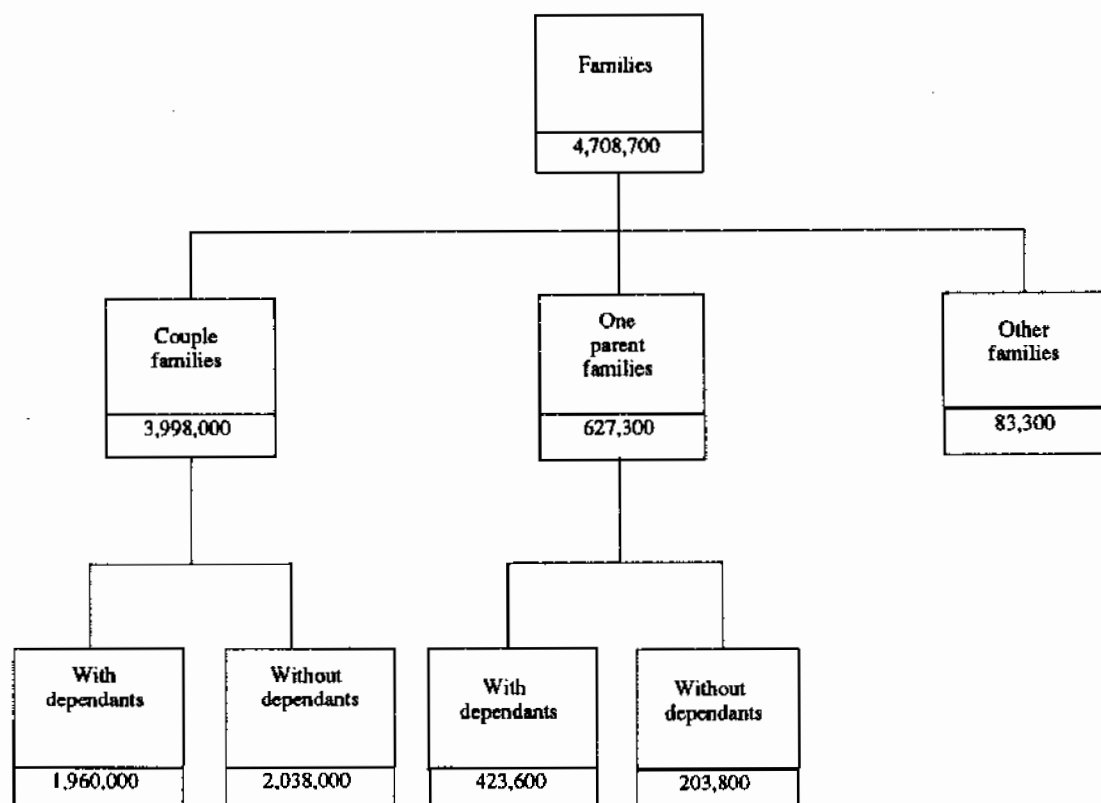 Families
4,708,700
Couple
families
3,998,000
One
parent
families
627,300
Other
families
83,300
With
dependants
1,960,000
Without
dependants
2,038,000
With
dependants
423,600
Without
dependants
203,800